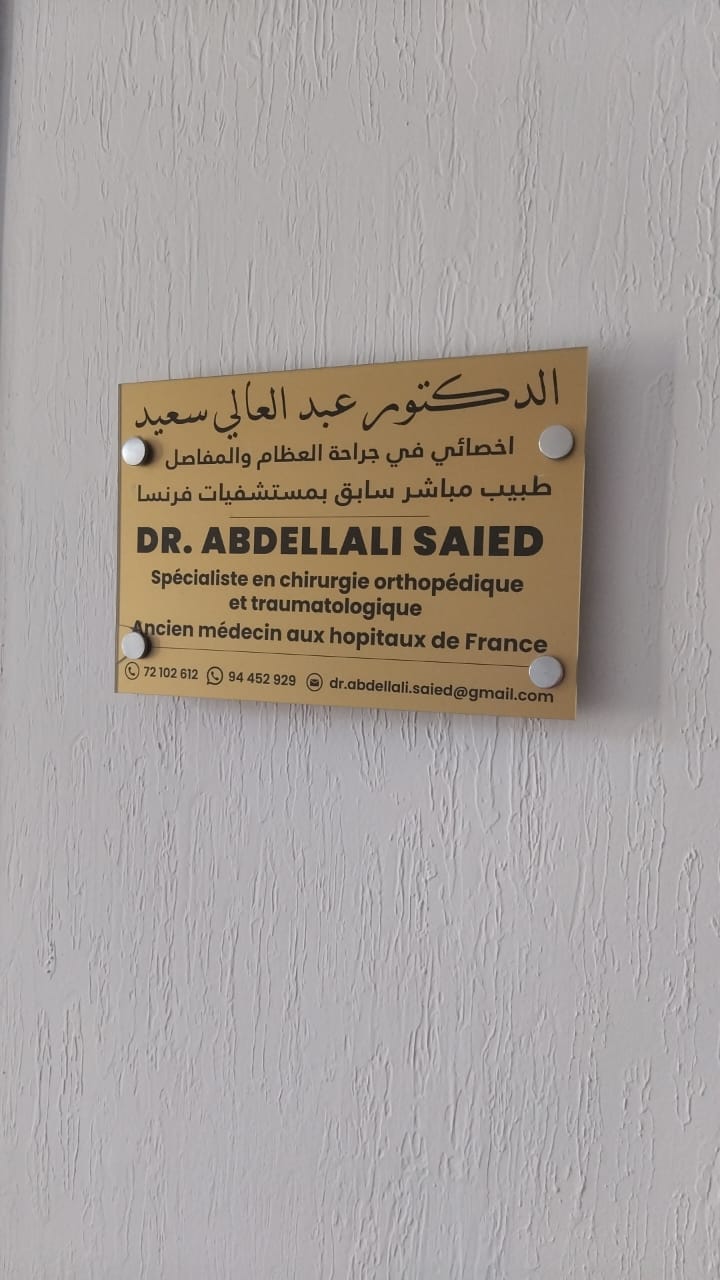 الدكتور عبد العالي سعيد
اخصائي في جراحة العظام والمفاصل
طبيب مباشر سابق بمستشفيات فرنسا
DR. ABDELLALI SAIED
Spécialiste en chirurgie orthopédique
et traumatologique
Ancien médecin aux hopitaux de France
72 102 612 94 452 929 dr.abdellali.saied@gmail.com